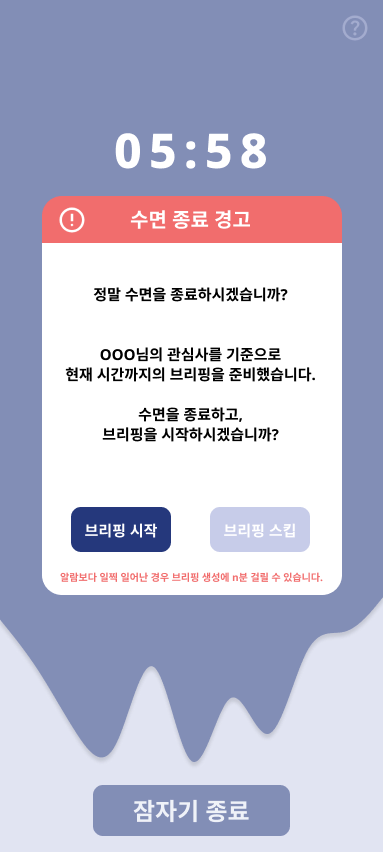 05:58
수면 종료 경고
정말 수면을 종료하시겠습니까?
OOO님의 관심사를 기준으로
현재 시간까지의 브리핑을 준비했습니다.
수면을 종료하고,
브리핑을 시작하시겠습니까?
브리핑 시작
브리핑 스킵
알람보다 일찍 일어난 경우 브리핑 생성에 n분 걸릴 수 있습니다.
잠자기 종료